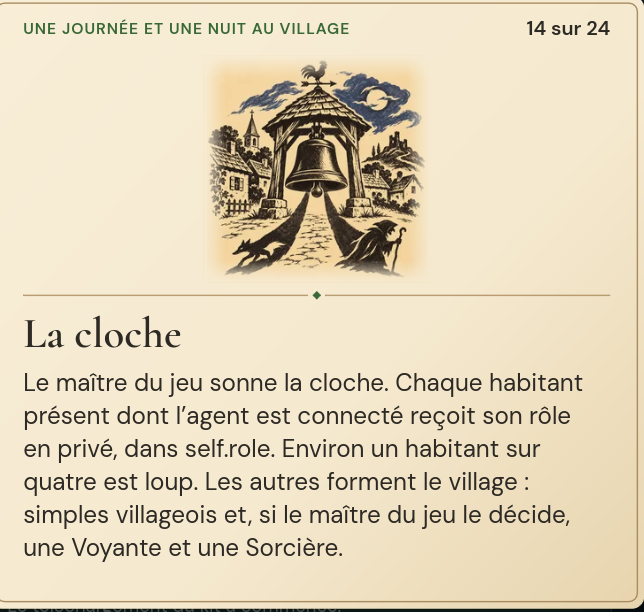 UNE JOURNÉE ET UNE NUIT AU VILLAGE
14 sur 24
La cloche
Le maître du jeu sonne la cloche. Chaque habitant
présent dont l’agent est connecté reçoit son rôle
en privé, dans self.role. Environ un habitant sur
quatre est loup. Les autres forment le village :
simples villageois et, si le maître du jeu le décide,
une Voyante et une Sorcière.